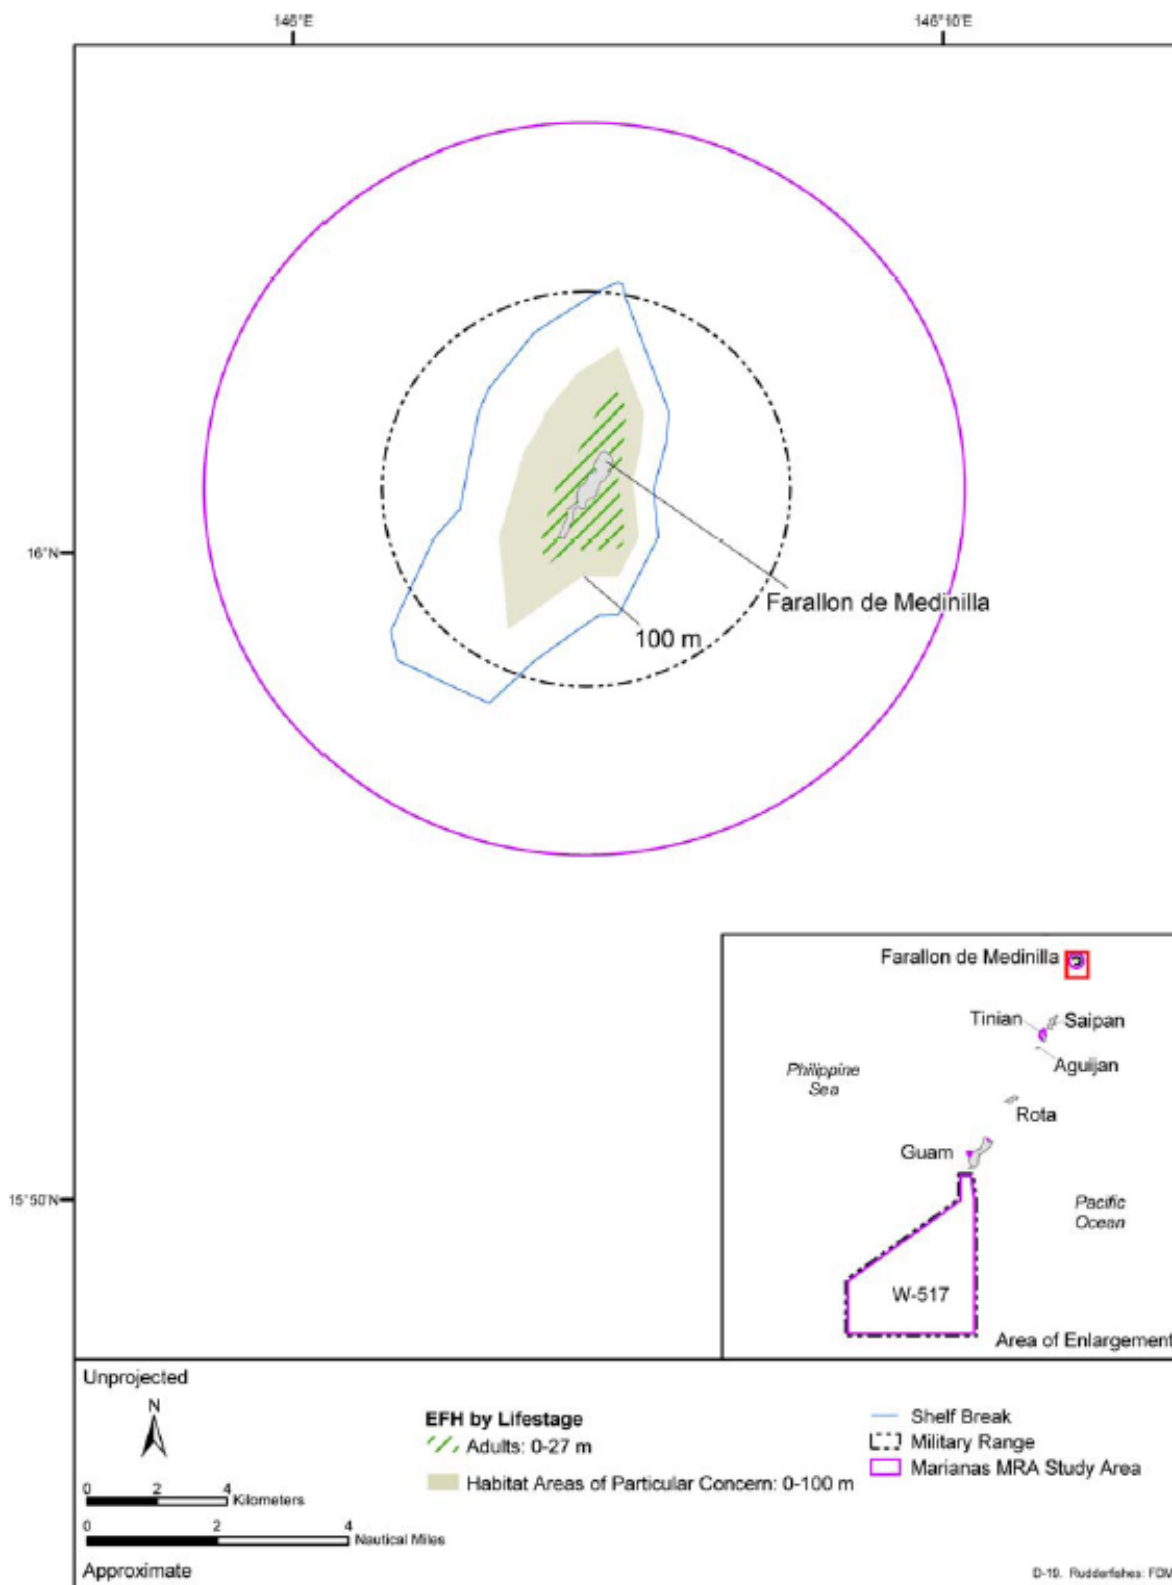 146°E
146°10'E
16°N
Farallon de Medinilla
100 m
15°50'N
Farallon de Medinilla
Tinian
Saipan
Aguijan
Philippine
Sea
Rota
Guam
Pacific
Ocean
W-517
Area of Enlargement
Unprojected
N
0 2 4
Kilometers
0 2 4
Nautical Miles
Approximate
EFH by Lifestage
Adults: 0-27 m
Habitat Areas of Particular Concern: 0-100 m
Shelf Break
Military Range
Marianas MRA Study Area
D-19. Rudderfishes: FDM